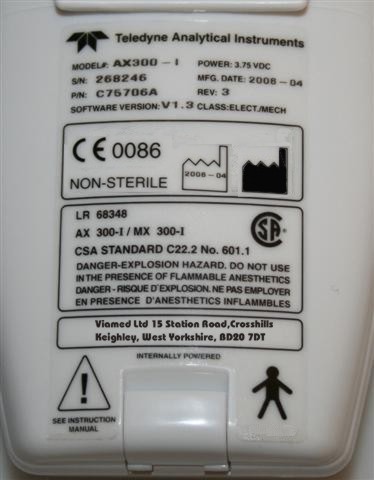 Teledyne Analytical Instruments
MODEL#: AX300 - I POWER: 3.75 VDC
S/N: 268246 MFG. DATE: 2008-04
P/N: C75706A REV: 3
SOFTWARE VERSION: V1.3 CLASS:ELECT./MECH
CE 0086
2008-04
NON-STERILE
LR 68348
AX 300-I / MX 300-I
SA
CSA STANDARD C22.2 No. 601.1
DANGER-EXPLOSION HAZARD. DO NOT USE
IN THE PRESENCE OF FLAMMABLE ANESTHETICS
DANGER - RISQUE D'EXPLOSION. NE PAS EMPLOYER
EN PRESENCE D'ANESTHETICS INFLAMMBLES
Viamed Ltd 15 Station Road,Crosshills
Keighley, West Yorkshire, BD20 7DT
INTERNALLY POWERED
!
SEE INSTRUCTION
MANUAL